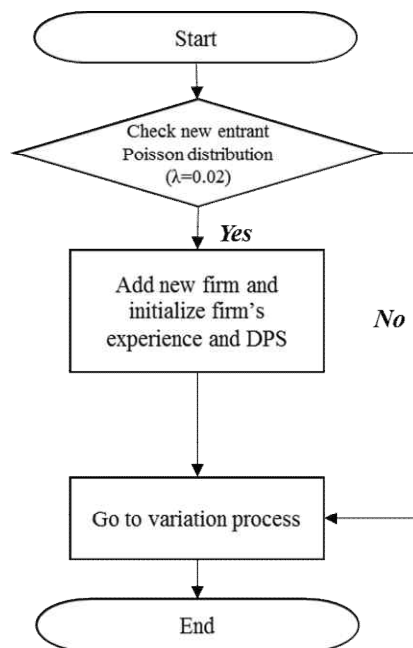 Start
Check new entrant
Poisson distribution
(λ=0.02)
Yes
Add new firm and
initialize firm's
experience and DPS
No
Go to variation process
End